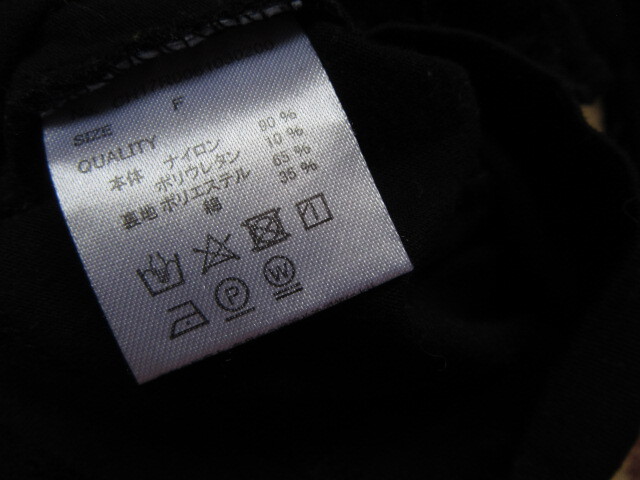 SIZE F
QUALITY
本体 ナイロン 90 %
ポリウレタン 10 %
裏地 ポリエステル 65 %
綿 35 %
P W